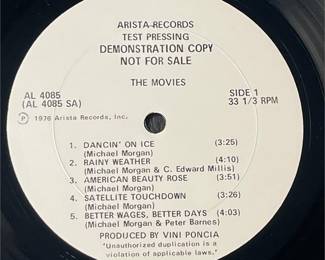 ARISTA RECORDS
TEST PRESSING
DEMONSTRATION COPY
NOT FOR SALE
THE MOVIES
AL 4085
(AL 4085 SA)
SIDE 1
33 1/3 RPM
Ⓟ 1976 Arista Records, Inc.
1. DANCIN' ON ICE (3:25)
(Michael Morgan)
2. RAINY WEATHER (4:10)
(Michael Morgan & C. Edward Millis)
3. AMERICAN BEAUTY ROSE (3:51)
(Michael Morgan)
4. SATELLITE TOUCHDOWN (3:26)
(Michael Morgan)
5. BETTER WAGES, BETTER DAYS (4:03)
(Michael Morgan & Peter Barnes)
PRODUCED BY VINI PONCIA
"Unauthorized duplication is a
violation of applicable laws."